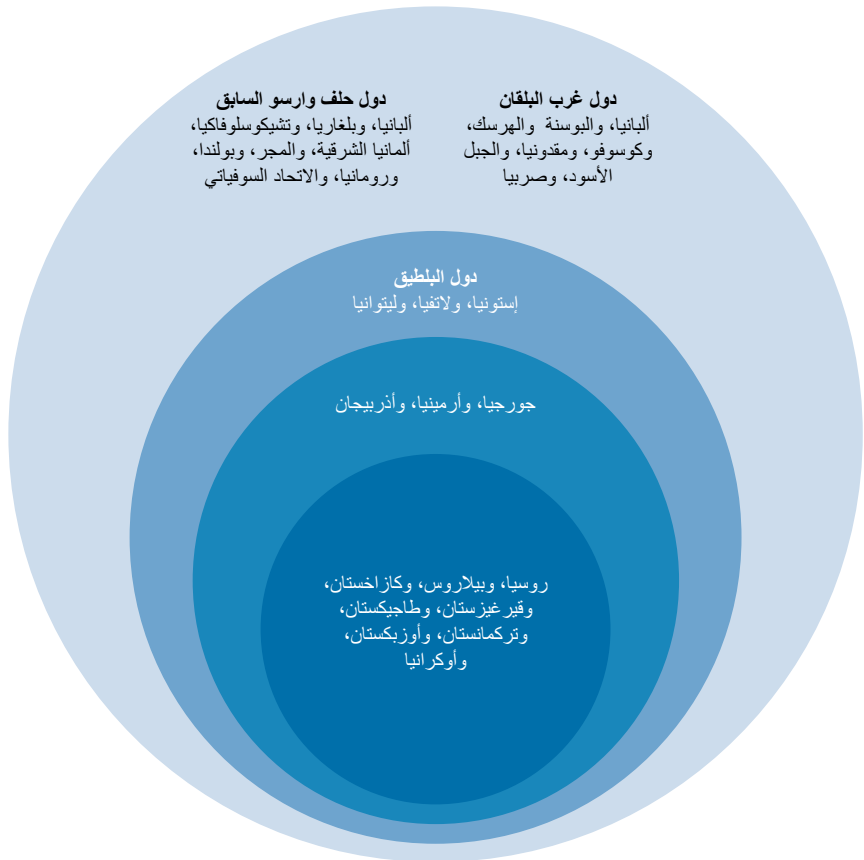 دول غرب البلقان
ألبانيا، والبوسنة والهرسك،
وكوسوفو، ومقدونيا، والجبل
الأسود، وصربيا
دول حلف وارسو السابق
ألبانيا، وبلغاريا، وتشيكوسلوفاكيا،
ألمانيا الشرقية، والمجر، وبولندا،
ورومانيا، والاتحاد السوفياتي
دول البلطيق
إستونيا، ولاتفيا، وليتوانيا
جورجيا، وأرمينيا، وأذربيجان
روسيا، وبيلاروس، وكازاخستان،
وقيرغيزستان، وطاجيكستان،
وتركمانستان، وأوزبكستان،
وأوكرانيا